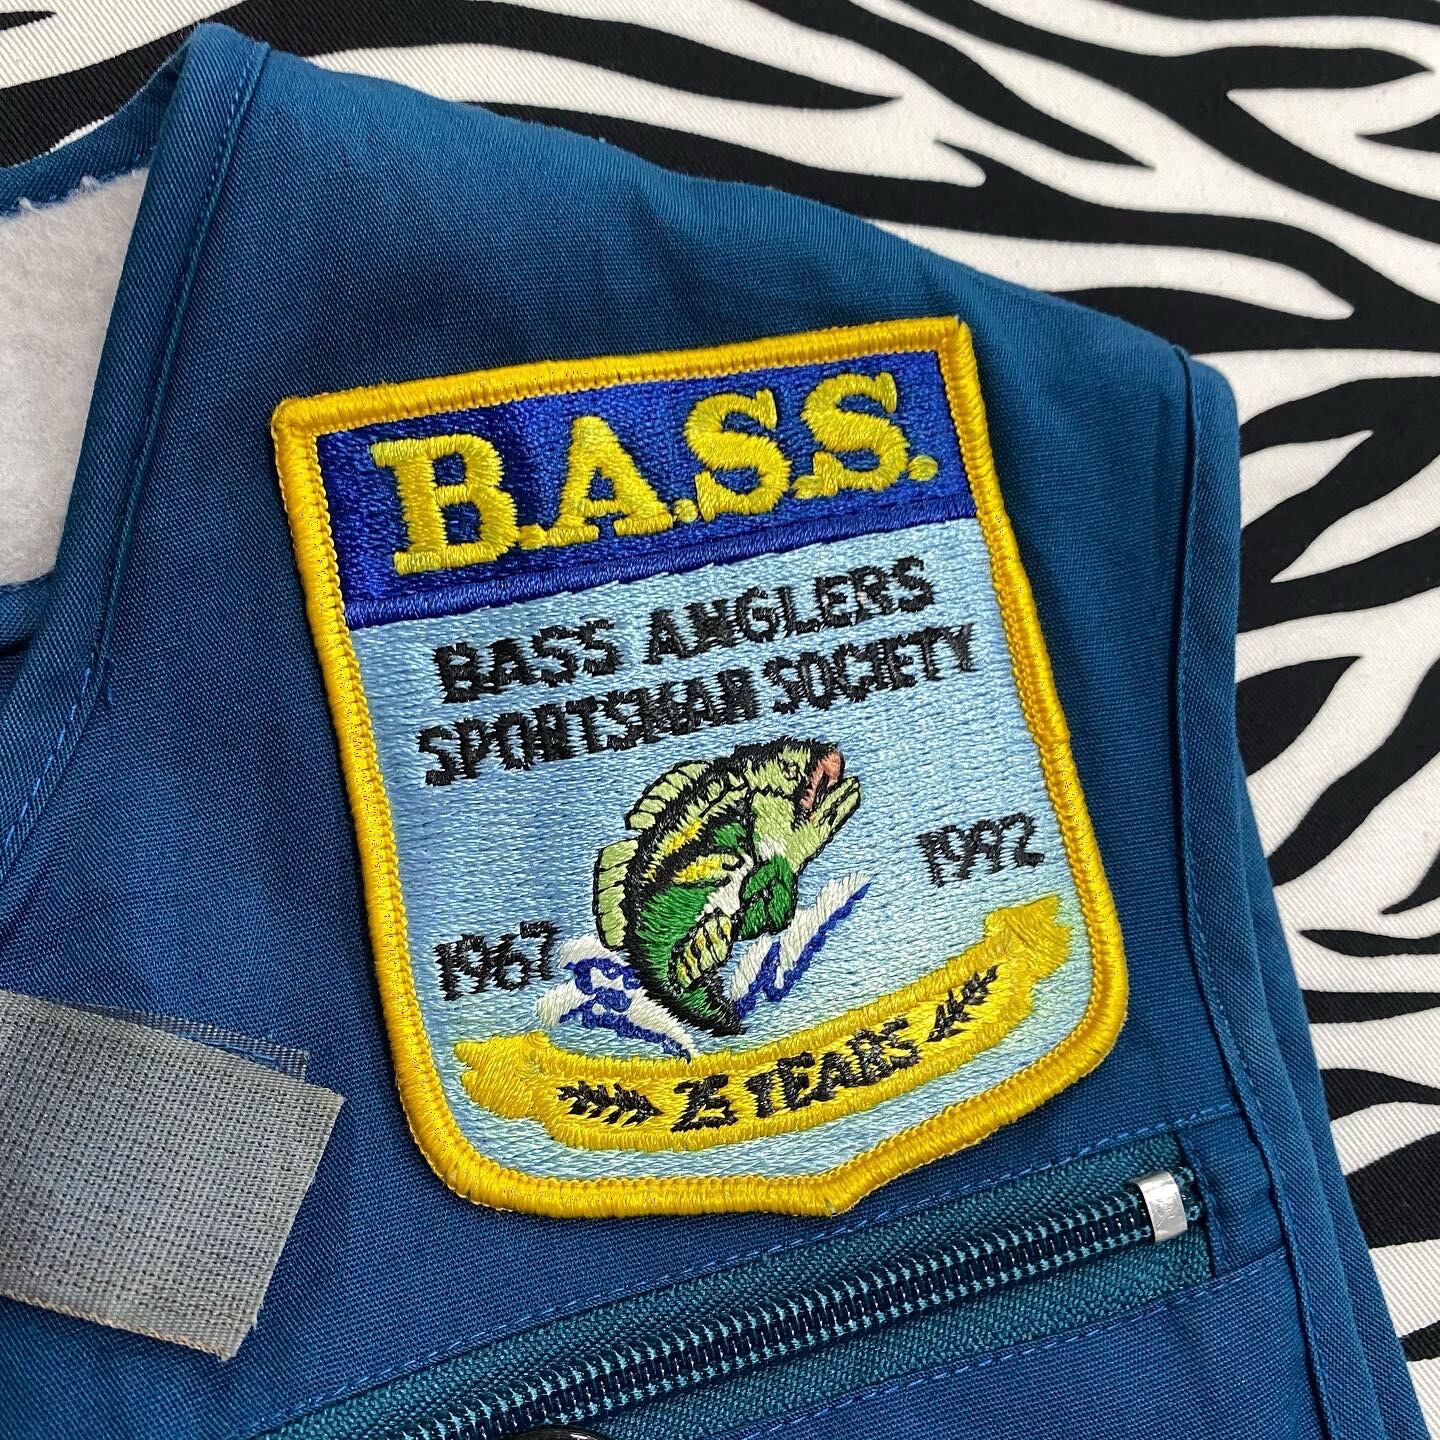 B.A.S.S.
BASS ANGLERS
SPORTSMAN SOCIETY
1967
1992
25 YEARS